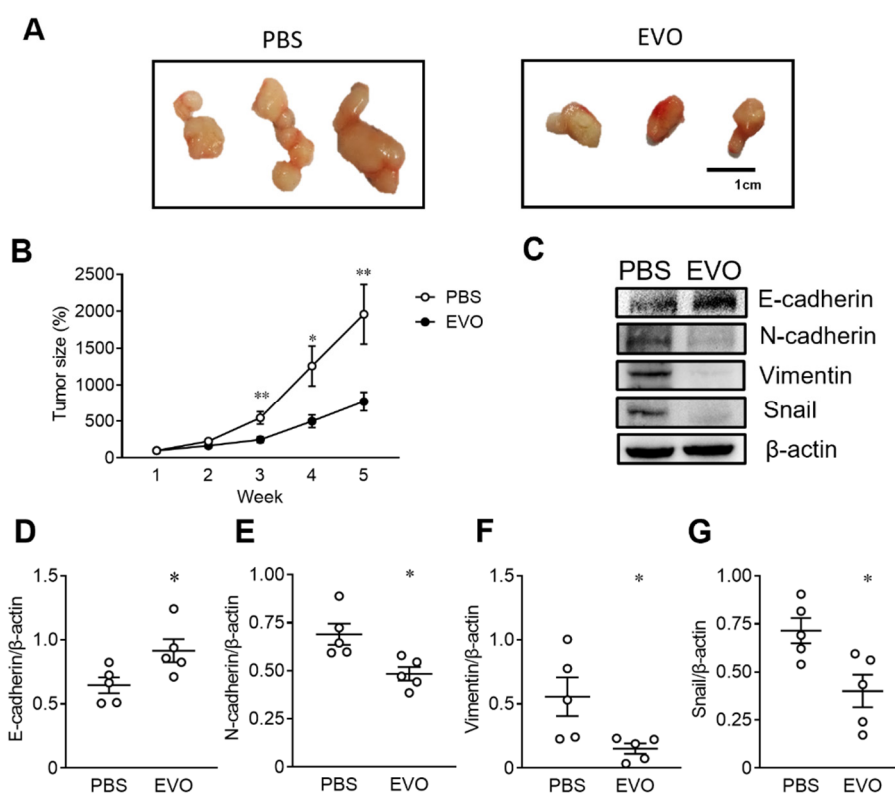 A
PBS
EVO
1cm
B
Tumor size (%)
2500
2000
1500
1000
500
0
1 2 3 4 5
Week
**
*
**
PBS
EVO
C
PBS EVO
E-cadherin
N-cadherin
Vimentin
Snail
β-actin
D
E-cadherin/β-actin
1.5
1.0
0.5
0
*
PBS EVO
E
N-cadherin/β-actin
1.00
0.75
0.50
0.25
0
*
PBS EVO
F
Vimentin/β-actin
1.5
1.0
0.5
0
*
PBS EVO
G
Snail/β-actin
1.00
0.75
0.50
0.25
0
*
PBS EVO